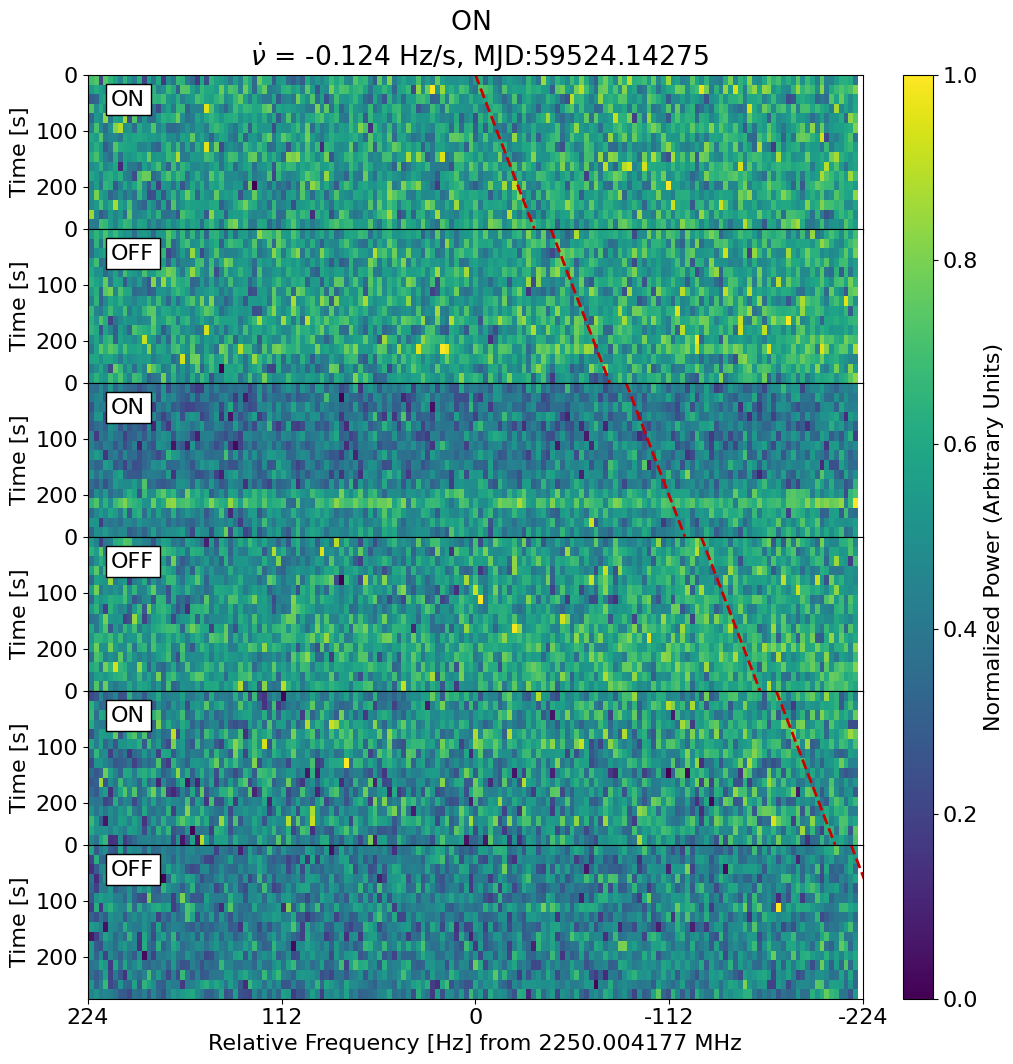 ON
ν̇ = -0.124 Hz/s, MJD:59524.14275
0
100
200
Time [s]
ON
0
100
200
Time [s]
OFF
0
100
200
Time [s]
ON
0
100
200
Time [s]
OFF
0
100
200
Time [s]
ON
0
100
200
Time [s]
OFF
224 112 0 -112 -224
Relative Frequency [Hz] from 2250.004177 MHz
1.0
0.8
0.6
0.4
0.2
0.0
Normalized Power (Arbitrary Units)